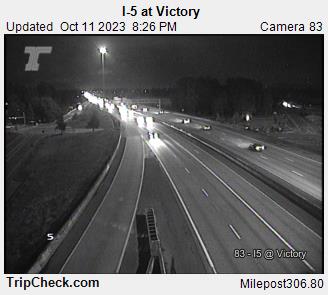 I-5 at Victory
Updated Oct 11 2023 8:26 PM Camera 83
T
S
83 - I5 @ Victory
TripCheck.com Milepost306.80